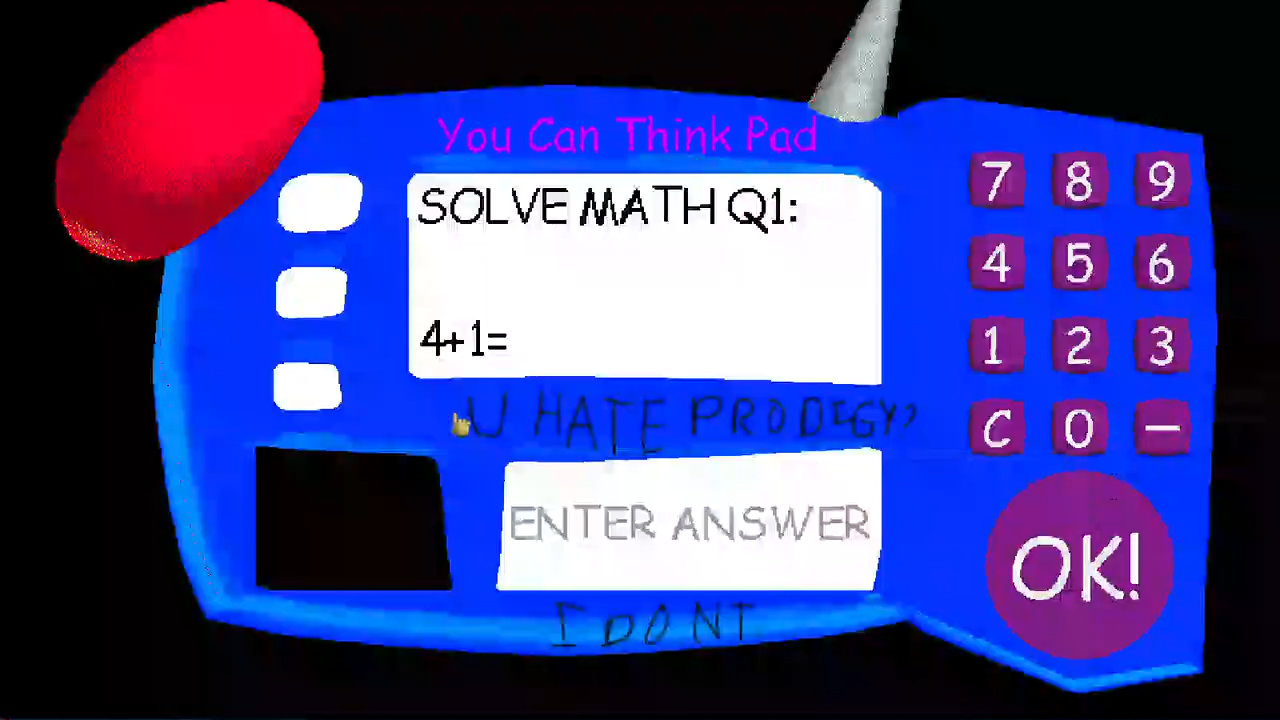 You Can Think Pad
SOLVE MATH Q1:
4+1=
U HATE PRODIGY?
ENTER ANSWER
I DONT
7 8 9
4 5 6
1 2 3
C 0 —
OK!